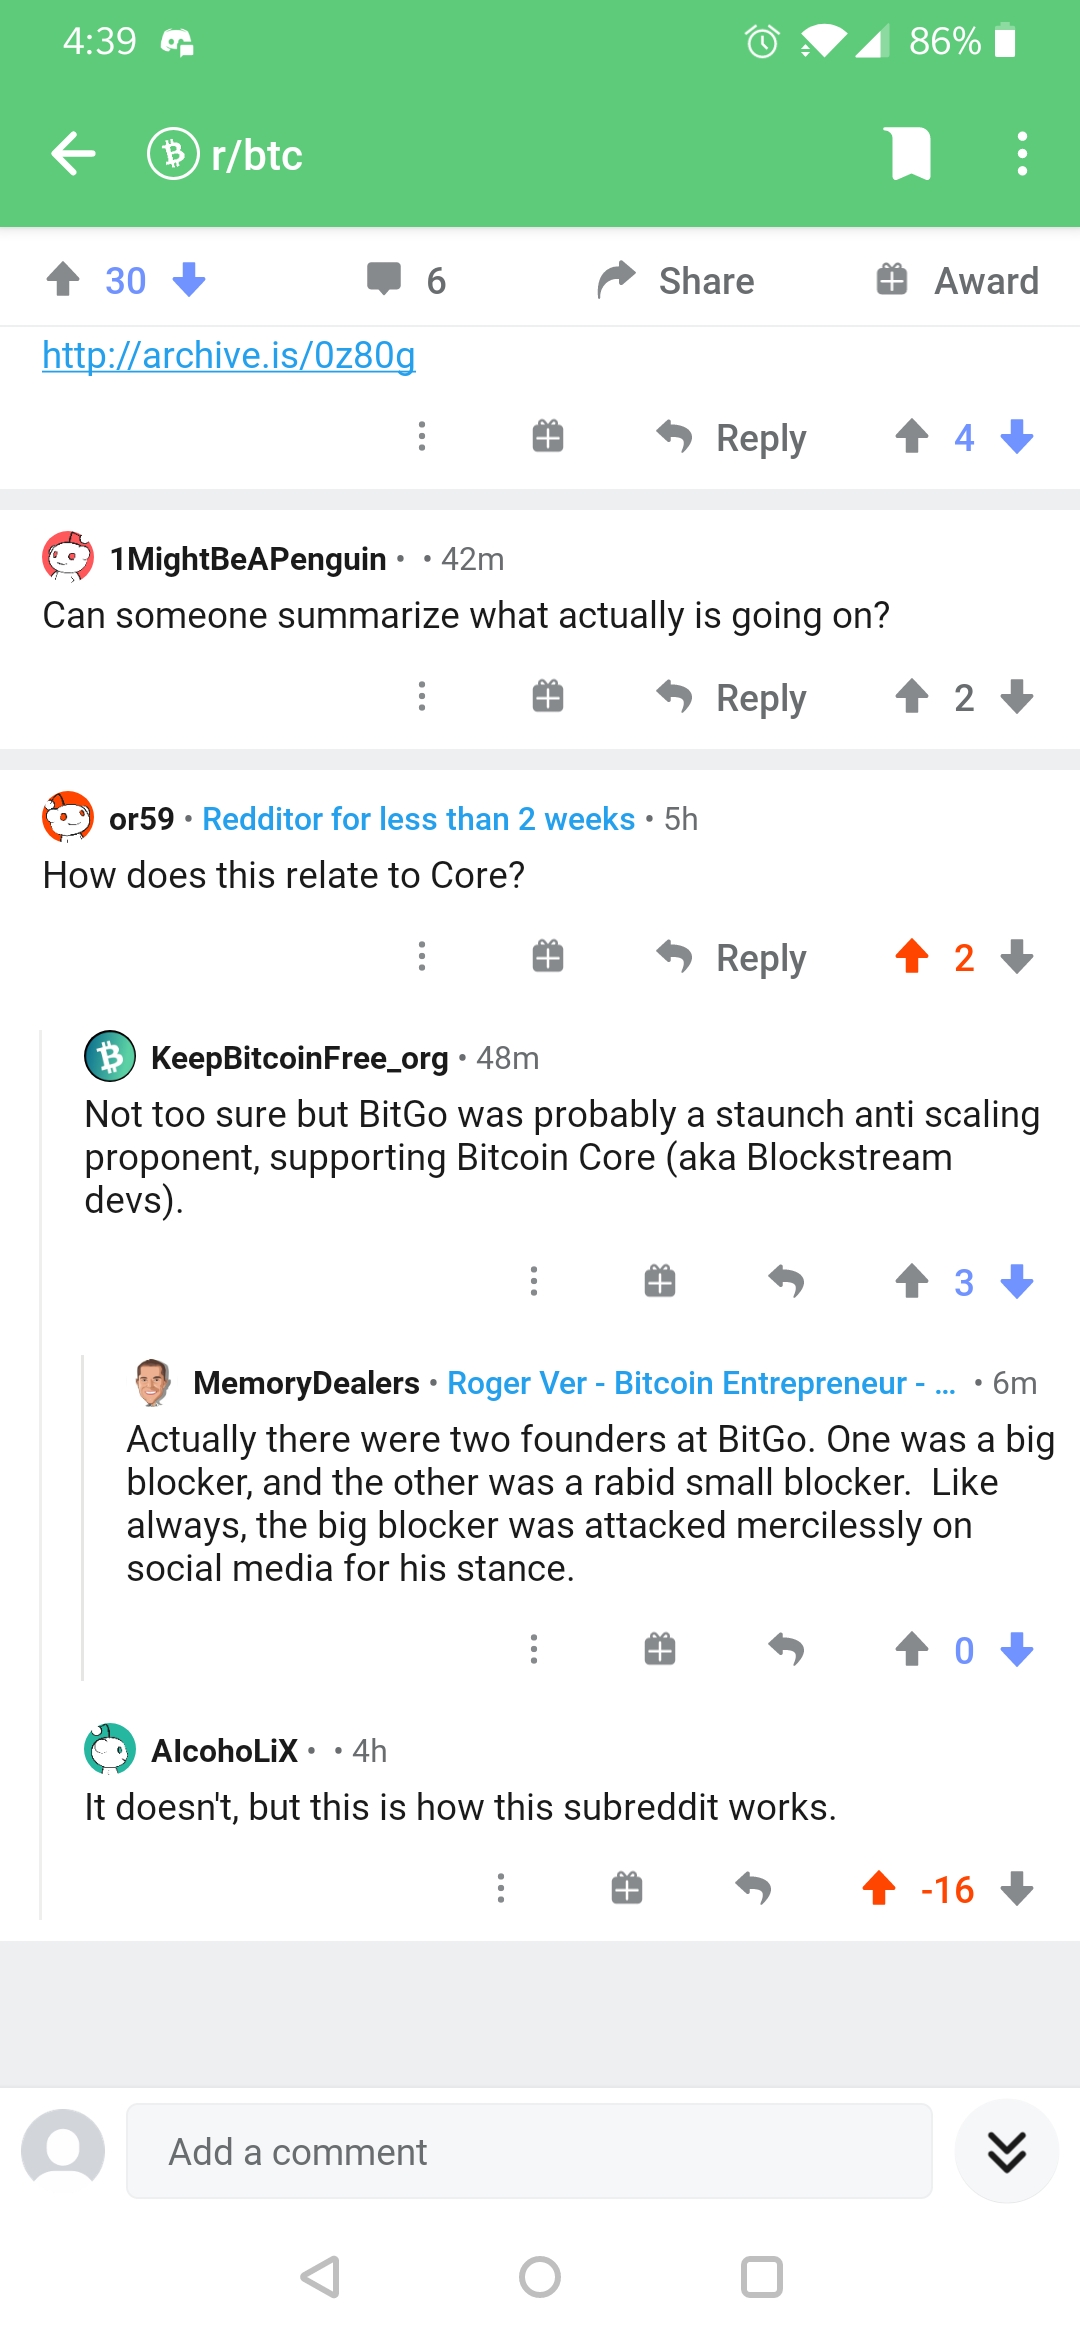 4:39 86%
r/btc
30 6 Share Award
http://archive.is/0z80g
Reply 4
1MightBeAPenguin • • 42m
Can someone summarize what actually is going on?
Reply 2
or59 • Redditor for less than 2 weeks • 5h
How does this relate to Core?
Reply 2
KeepBitcoinFree_org • 48m
Not too sure but BitGo was probably a staunch anti scaling
proponent, supporting Bitcoin Core (aka Blockstream
devs).
3
MemoryDealers • Roger Ver - Bitcoin Entrepreneur - ... • 6m
Actually there were two founders at BitGo. One was a big
blocker, and the other was a rabid small blocker. Like
always, the big blocker was attacked mercilessly on
social media for his stance.
0
AlcohoLiX • • 4h
It doesn't, but this is how this subreddit works.
-16
Add a comment